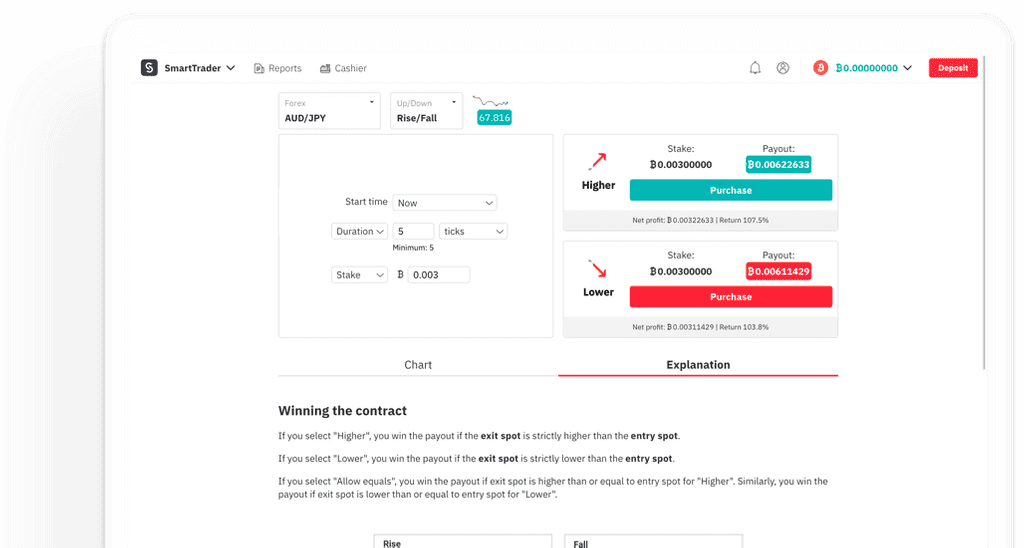 SmartTrader Reports Cashier ₿0.00000000 Deposit
Forex Up/Down
AUD/JPY Rise/Fall 67.816
Start time Now
Duration 5 ticks
Minimum: 5
Stake ₿ 0.003
Stake: Payout:
₿0.00300000 ₿0.00622633
Higher Purchase
Net profit: ₿0.00322633 | Return 107.5%
Stake: Payout:
₿0.00300000 ₿0.00611429
Lower Purchase
Net profit: ₿0.00311429 | Return 103.8%
Chart Explanation
Winning the contract
If you select "Higher", you win the payout if the exit spot is strictly higher than the entry spot.
If you select "Lower", you win the payout if the exit spot is strictly lower than the entry spot.
If you select "Allow equals", you win the payout if exit spot is higher than or equal to entry spot for "Higher". Similarly, you win the
payout if exit spot is lower than or equal to entry spot for "Lower".
Rise Fall